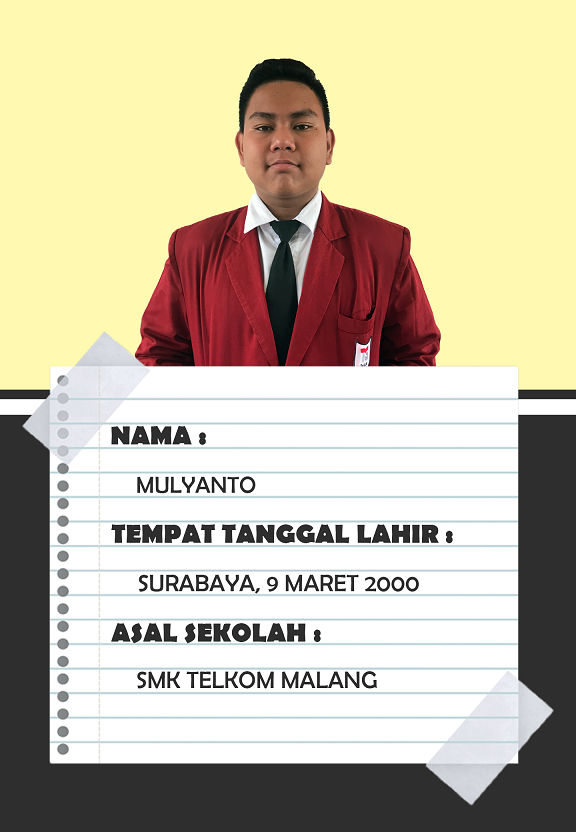 NAMA :
MULYANTO
TEMPAT TANGGAL LAHIR :
SURABAYA, 9 MARET 2000
ASAL SEKOLAH :
SMK TELKOM MALANG